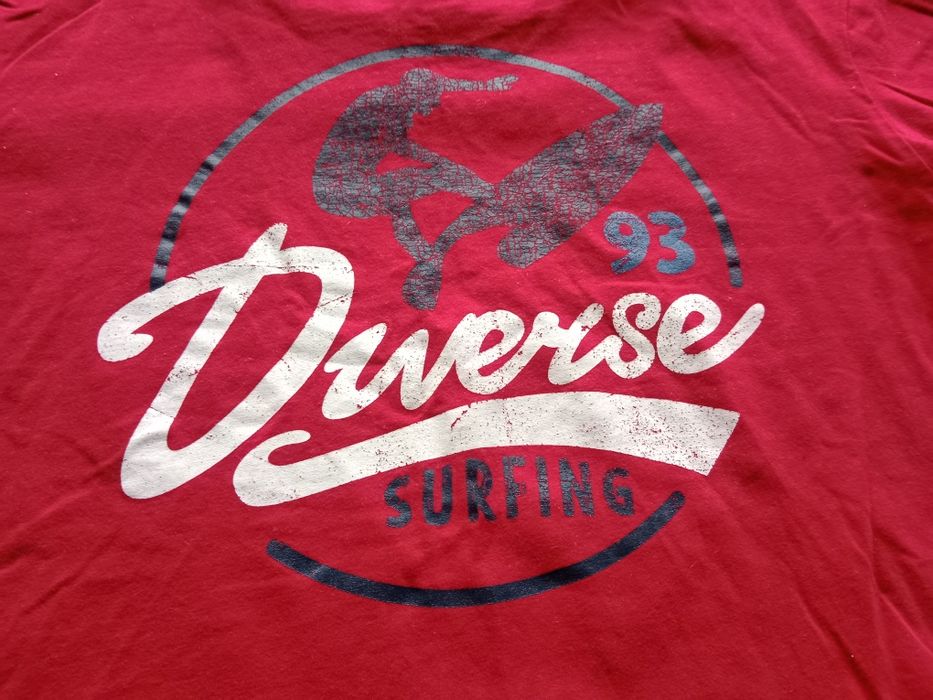 93
Diverse
SURFING